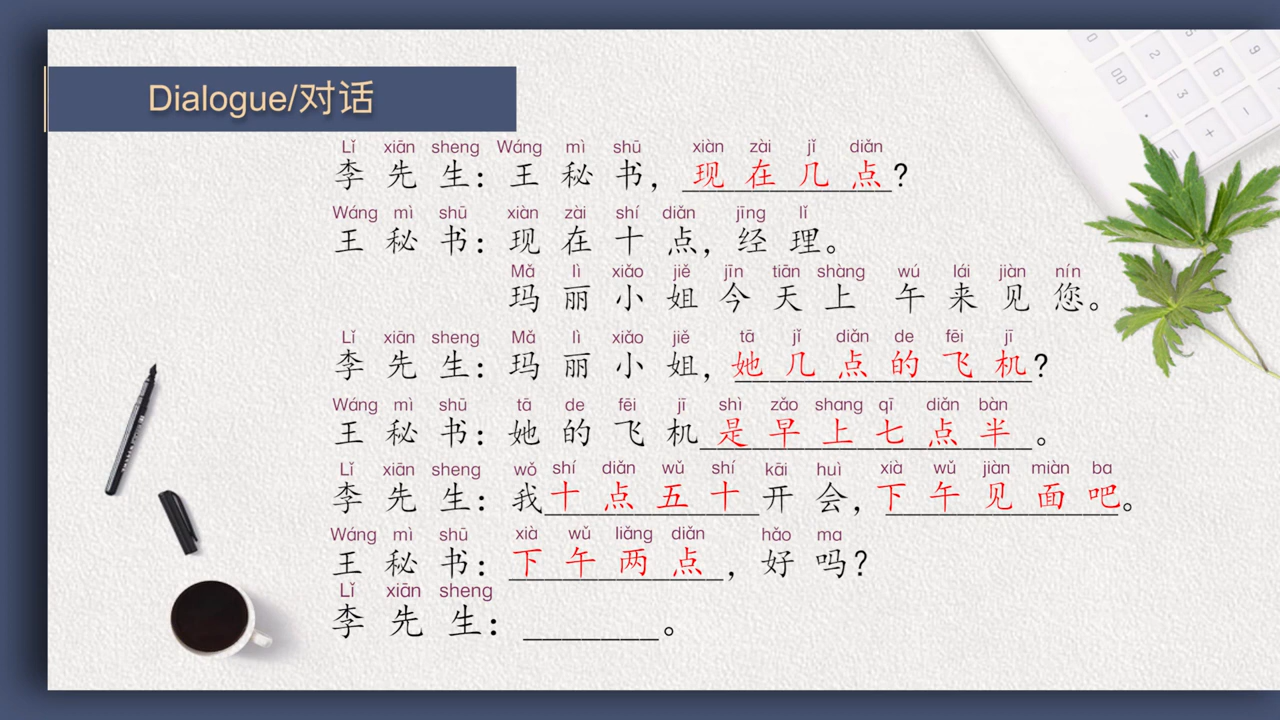 Dialogue/对话
Lǐ xiān sheng Wáng mì shū xiàn zài jǐ diǎn
李先生：王秘书，现在几点？
Wáng mì shū xiàn zài shí diǎn jīng lǐ
王秘书：现在十点，经理。
Mǎ lì xiǎo jiě jīn tiān shàng wú lái jiàn nín
玛丽小姐今天上午来见您。
Lǐ xiān sheng Mǎ lì xiǎo jiě tā jǐ diǎn de fēi jī
李先生：玛丽小姐，她几点的飞机？
Wáng mì shū tā de fēi jī shì zǎo shang qī diǎn bàn
王秘书：她的飞机是早上七点半。
Lǐ xiān sheng wǒ shí diǎn wǔ shí kāi huì xià wǔ jiàn miàn ba
李先生：我十点五十开会，下午见面吧。
Wáng mì shū xià wǔ liǎng diǎn hǎo ma
王秘书：下午两点，好吗？
Lǐ xiān sheng
李先生：_______。